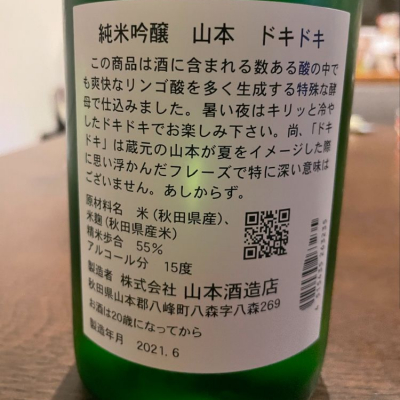 純米吟醸　山本　ドキドキ
この商品は酒に含まれる数ある酸の中で
も爽快なリンゴ酸を多く生成する特殊な酵
母で仕込みました。暑い夜はキリッと冷や
したドキドキでお楽しみ下さい。尚、「ドキ
ドキ」は蔵元の山本が夏をイメージした際
に思い浮かんだフレーズで特に深い意味は
ございません。あしからず。
原材料名　米（秋田県産）、
米麹（秋田県産米）
精米歩合　55%
アルコール分　15度
製造者　株式会社 山本酒造店
秋田県山本郡八峰町八森字八森269
お酒は20歳になってから
製造年月　2021.6